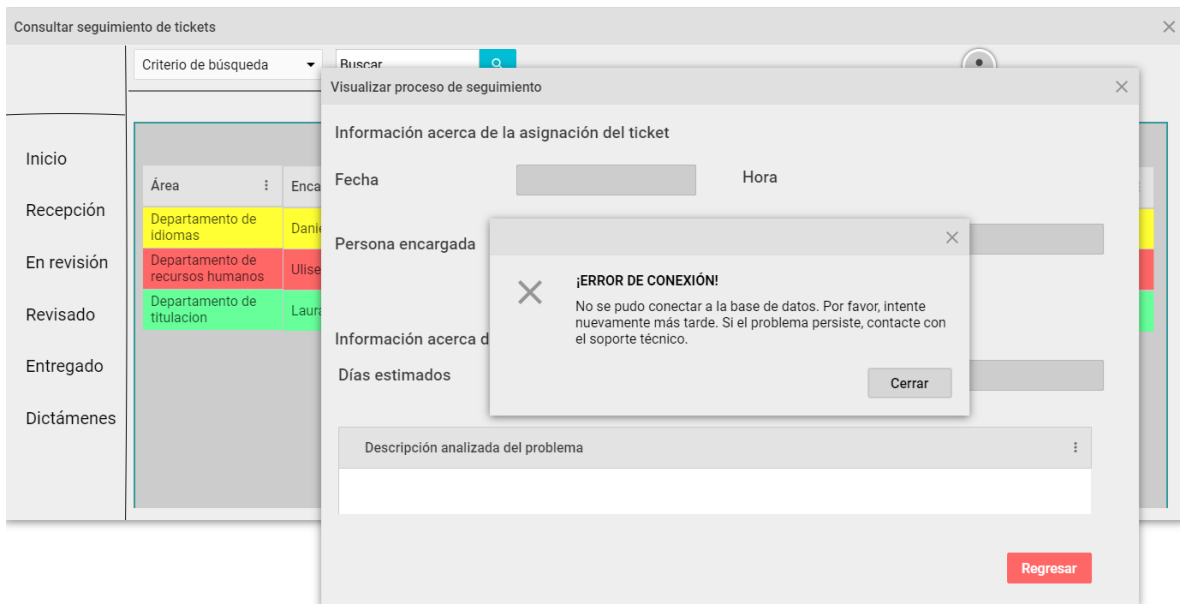 Consultar seguimiento de tickets
Criterio de búsqueda
Buscar
Visualizar proceso de seguimiento
Inicio
Recepción
En revisión
Revisado
Entregado
Dictámenes
Área
Departamento de
idiomas
Departamento de
recursos humanos
Departamento de
titulacion
Información acerca de la asignación del ticket
Fecha
Hora
Persona encargada
¡ERROR DE CONEXIÓN!
No se pudo conectar a la base de datos. Por favor, intente
nuevamente más tarde. Si el problema persiste, contacte con
el soporte técnico.
Cerrar
Información acerca
Días estimados
Descripción analizada del problema
Regresar